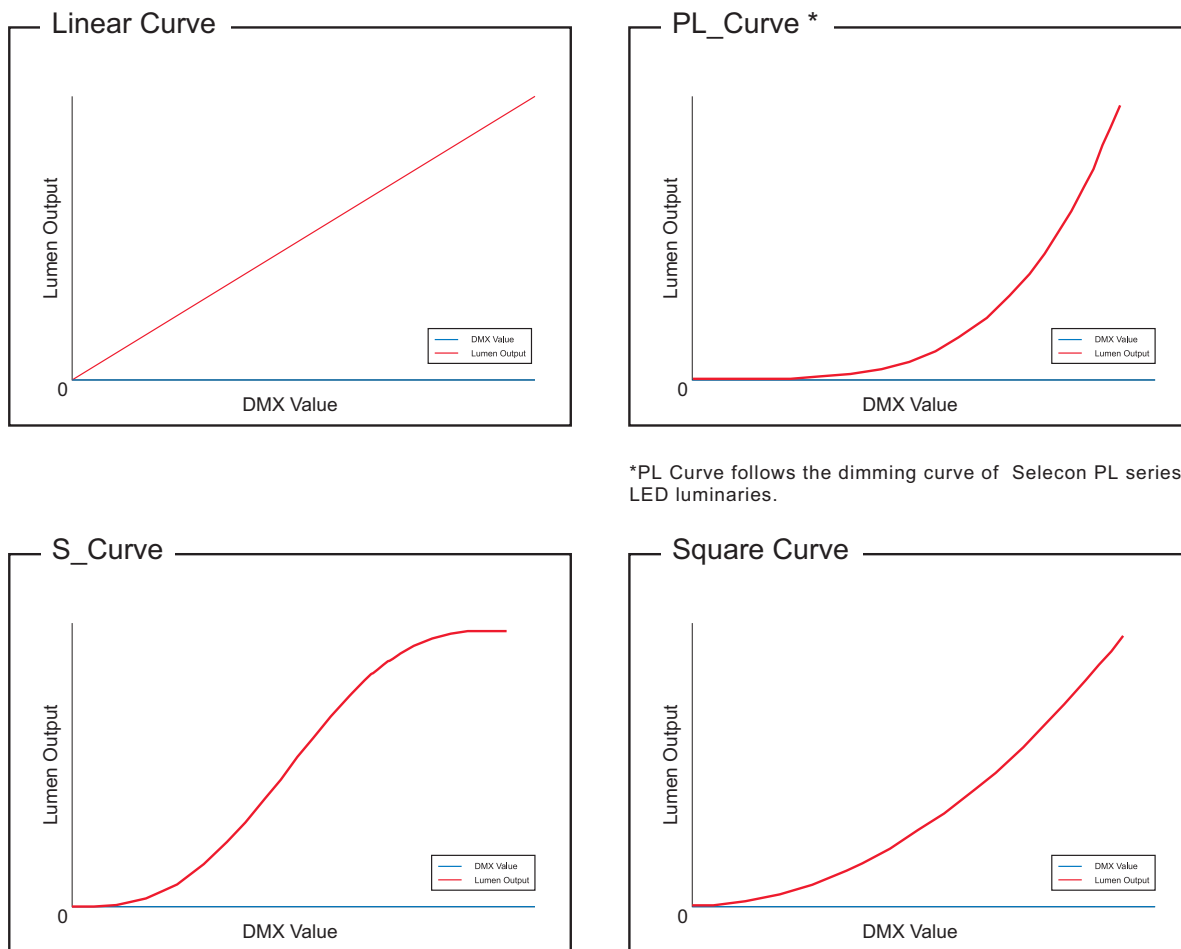 Linear Curve
Lumen Output
DMX Value
Lumen Output
0
DMX Value
PL_Curve *
Lumen Output
DMX Value
Lumen Output
0
DMX Value
*PL Curve follows the dimming curve of Selecon PL series
LED luminaries.
S_Curve
Lumen Output
DMX Value
Lumen Output
0
DMX Value
Square Curve
Lumen Output
DMX Value
Lumen Output
0
DMX Value